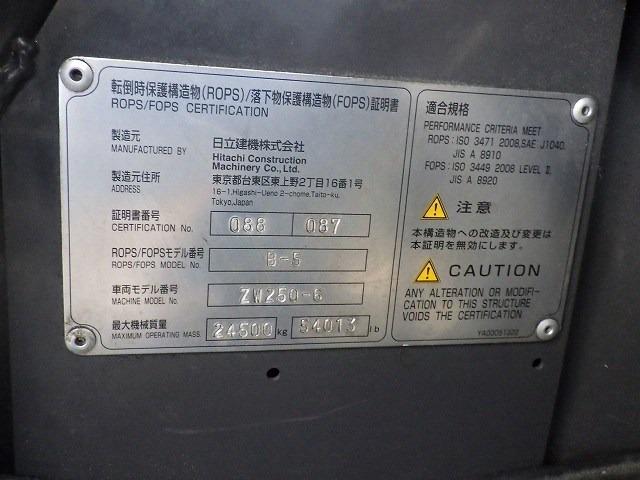 転倒時保護構造物(ROPS)/落下物保護構造物(FOPS)証明書
ROPS/FOPS CERTIFICATION
製造元 日立建機株式会社
MANUFACTURED BY Hitachi Construction
Machinery Co., Ltd.
製造元住所 東京都台東区東上野2丁目16番1号
ADDRESS 16-1,Higashi-Ueno 2-chome,Taito-ku,
Tokyo,Japan
証明書番号
CERTIFICATION No. 088 087
ROPS/FOPSモデル番号
ROPS/FOPS MODEL No. B-5
車両モデル番号
MACHINE MODEL No. ZW250-6
最大機械質量
MAXIMUM OPERATING MASS 24500 kg 54013 lb
適合規格
PERFORMANCE CRITERIA MEET
ROPS : ISO 3471 2008,SAE J1040,
JIS A 8910
FOPS : ISO 3449 2008 LEVEL II,
JIS A 8920
注意
本構造物への改造及び変更は
本証明を無効にします。
CAUTION
ANY ALTERATION OR MODIFI-
CATION TO THIS STRUCTURE
VOIDS THE CERTIFICATION